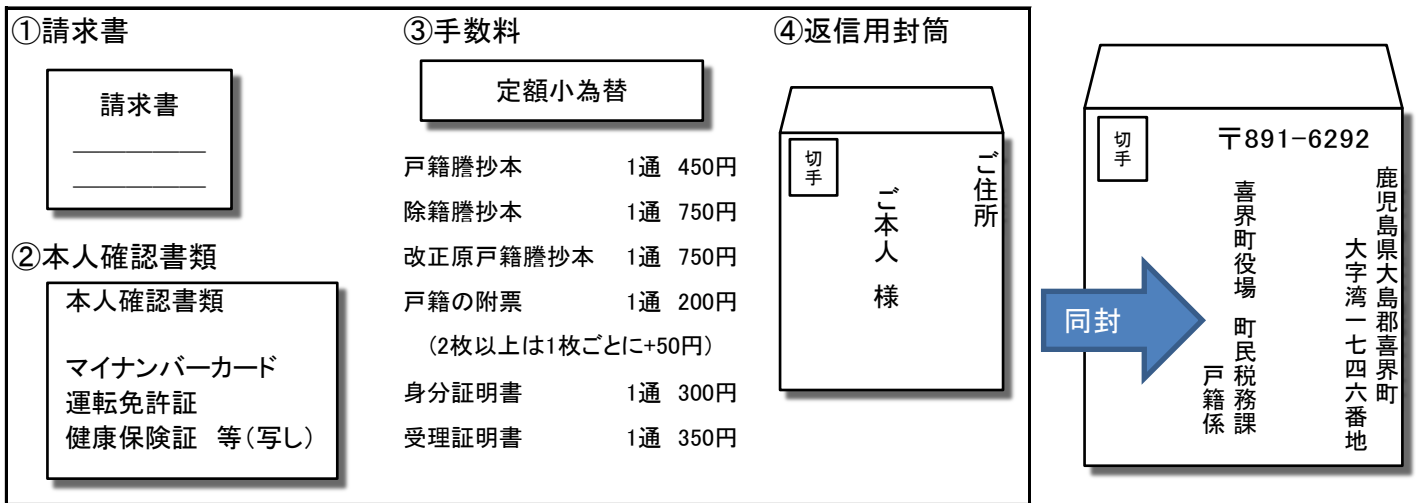 ①請求書
請求書
②本人確認書類
本人確認書類
マイナンバーカード
運転免許証
健康保険証 等(写し)
③手数料
定額小為替
戸籍謄抄本 1通 450円
除籍謄抄本 1通 750円
改正原戸籍謄抄本 1通 750円
戸籍の附票 1通 200円
(2枚以上は1枚ごとに+50円)
身分証明書 1通 300円
受理証明書 1通 350円
④返信用封筒
切手
ご住所
ご本人 様
同封
切手
〒891-6292
鹿児島県大島郡喜界町
大字湾一七四六番地
喜界町役場 町民税務課
戸籍係